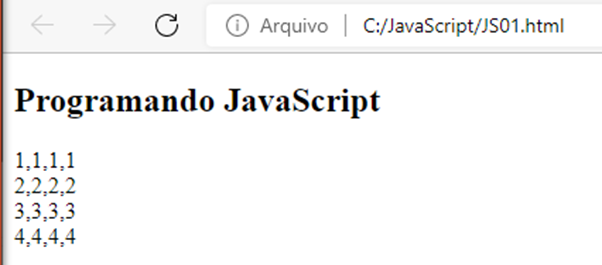 Arquivo | C:/JavaScript/JS01.html
Programando JavaScript
1,1,1,1
2,2,2,2
3,3,3,3
4,4,4,4